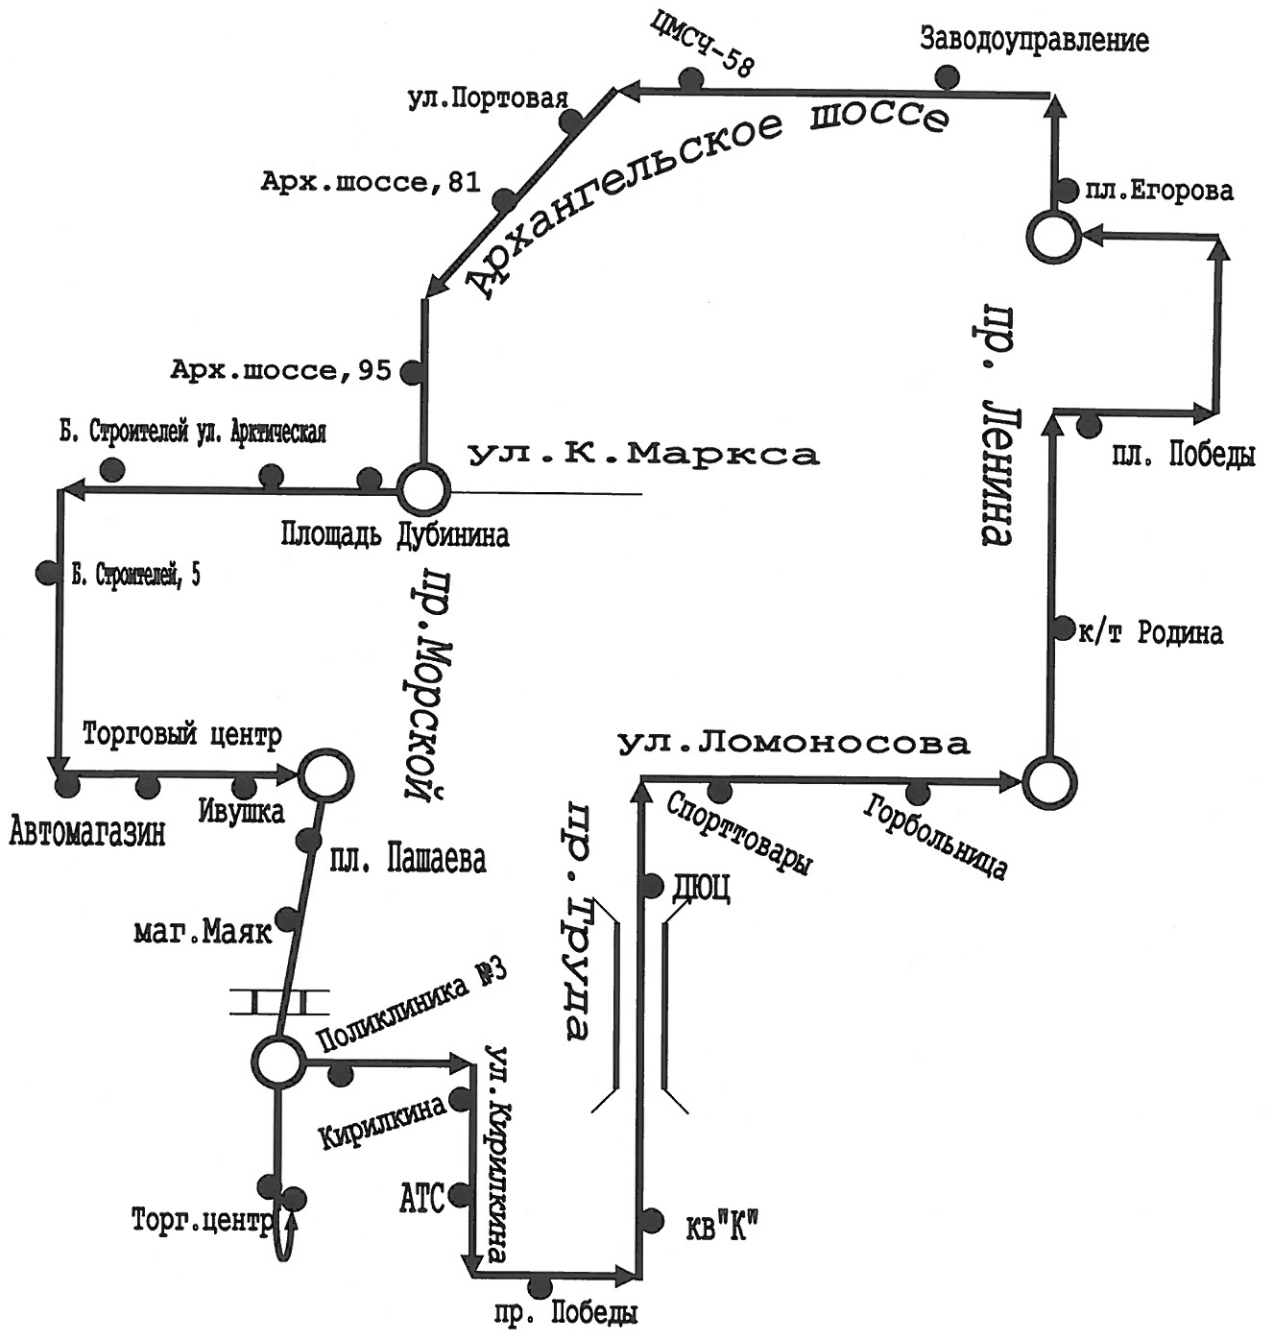 ЦМСЧ-58
Заводоуправление
ул.Портовая
Архангельское шоссе
Арх.шоссе,81
пл.Егорова
пр. Ленина
Арх.шоссе,95
Б. Строителей ул. Арктическая
ул.К.Маркса
пл. Победы
Площадь Дубинина
Б. Строителей, 5
пр.Морской
к/т Родина
Торговый центр
ул.Ломоносова
Ивушка
Автомагазин
Спорттовары
Горбольница
пл. Пашаева
пр.Труда
ДЮЦ
маг.Маяк
Поликлиника №3
Кирилкина
ул.Кирилкина
АТС
Торг.центр
кв"К"
пр. Победы